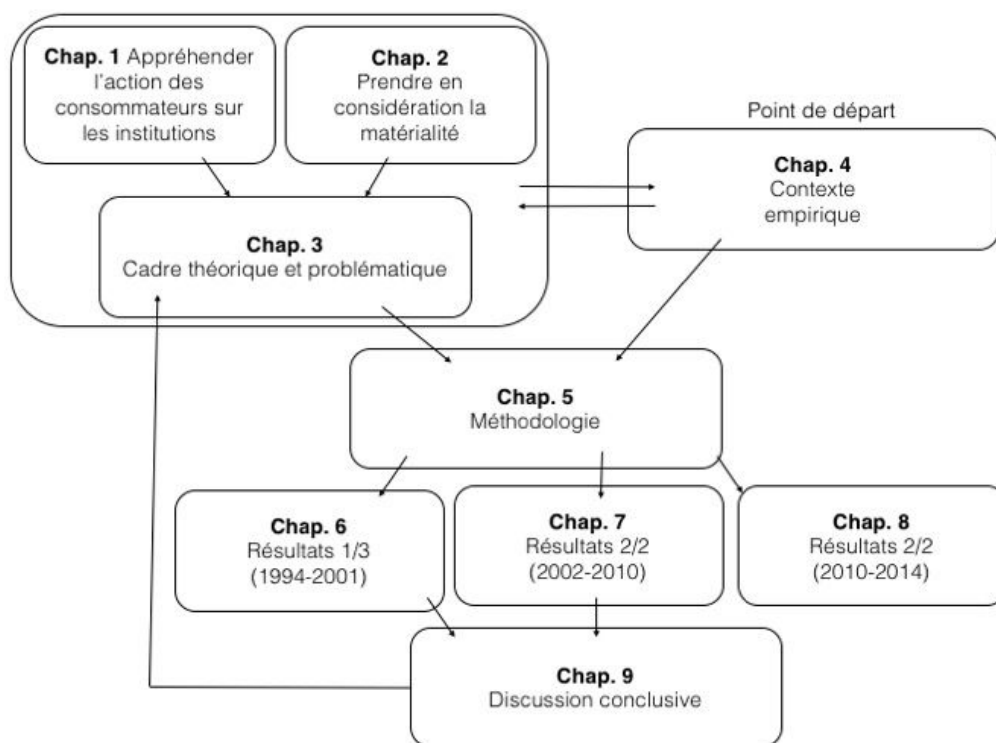 Chap. 1 Appréhender
l'action des
consommateurs sur
les institutions
Chap. 2
Prendre en
considération la
matérialité
Point de départ
Chap. 4
Contexte
empirique
Chap. 3
Cadre théorique et problématique
Chap. 5
Méthodologie
Chap. 6
Résultats 1/3
(1994-2001)
Chap. 7
Résultats 2/2
(2002-2010)
Chap. 8
Résultats 2/2
(2010-2014)
Chap. 9
Discussion conclusive